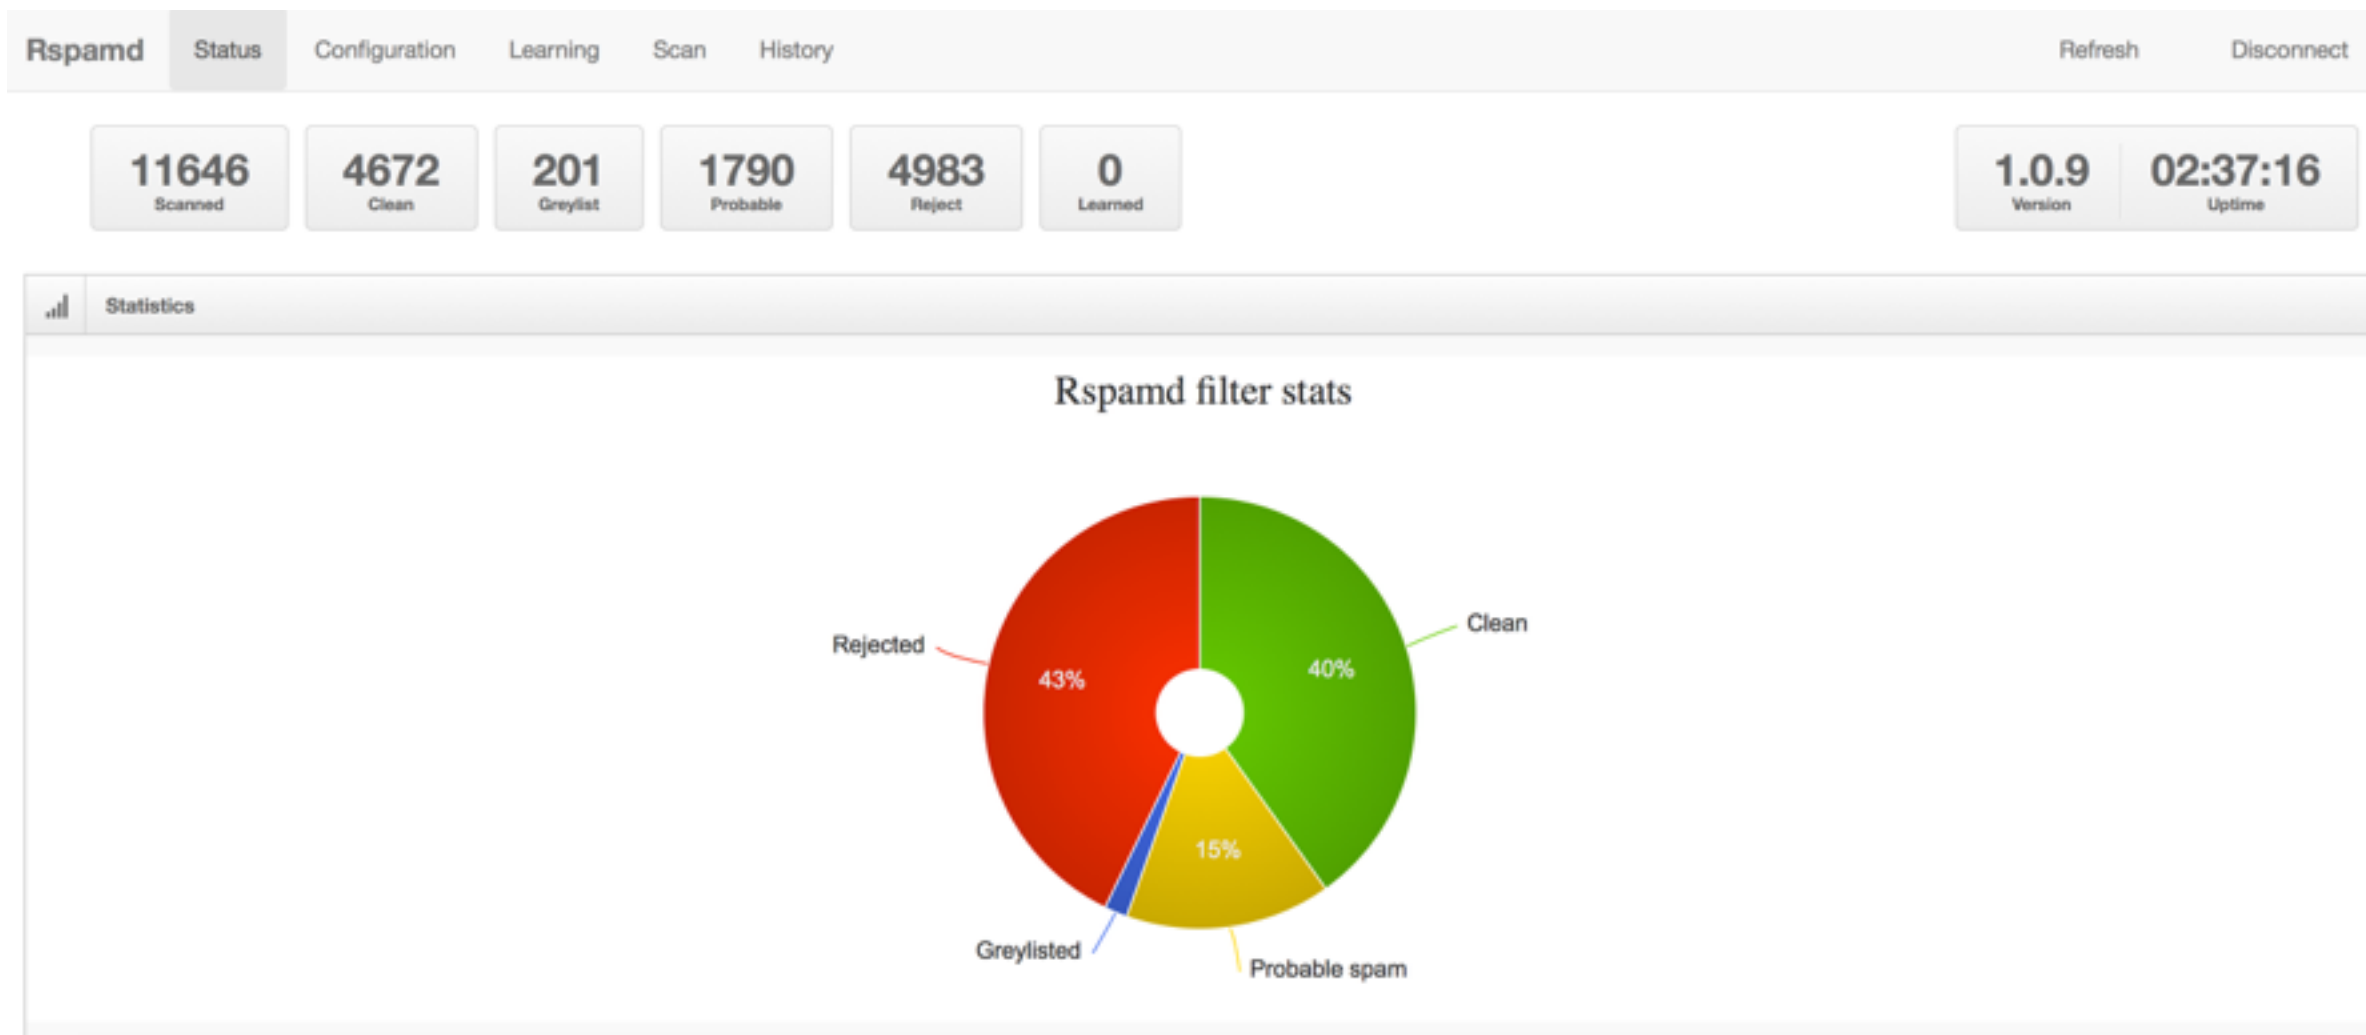 Rspamd Status Configuration Learning Scan History Refresh Disconnect
11646 4672 201 1790 4983 0 1.0.9 02:37:16
Scanned Clean Greylist Probable Reject Learned Version Uptime
Statistics
Rspamd filter stats
Clean
Rejected
40%
43%
15%
Greylisted
Probable spam